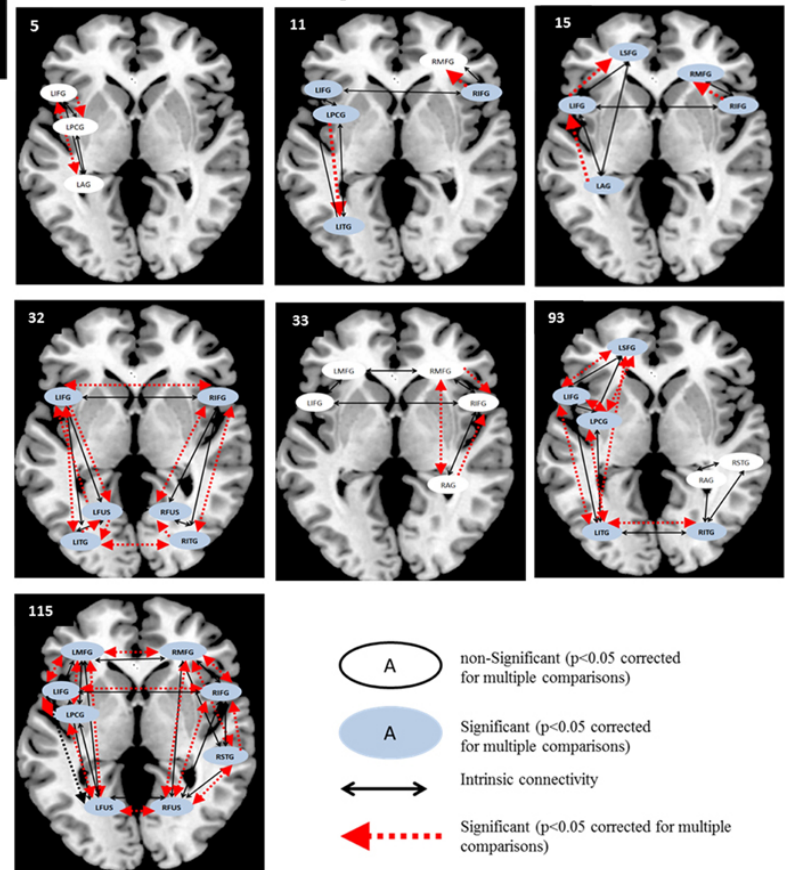 5
LIFG
LPCG
LAG
11
RMFG
LIFG
RIFG
LPCG
LITG
15
LSFG
RMFG
LIFG
RIFG
LAG
32
LIFG
RIFG
LFUS
RFUS
LITG
RITG
33
LMFG
RMFG
LIFG
RIFG
RAG
93
LSFG
LIFG
LPCG
RSTG
RAG
LITG
RITG
115
LMFG
RMFG
LIFG
RIFG
LPCG
RSTG
LFUS
RFUS
A
non-Significant (p<0.05 corrected
for multiple comparisons)
A
Significant (p<0.05 corrected
for multiple comparisons)
Intrinsic connectivity
Significant (p<0.05 corrected for multiple
comparisons)